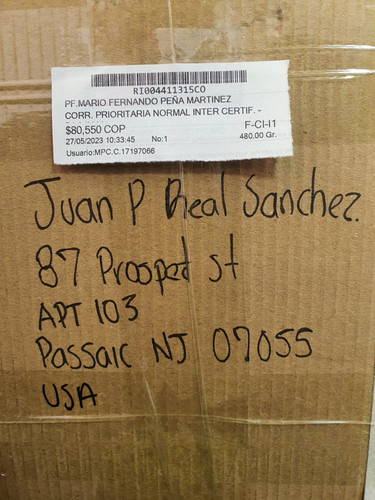 RI004411315CO
PF.MARIO FERNANDO PEÑA MARTINEZ
CORR. PRIORITARIA NORMAL INTER CERTIF. -
$80,550 COP F-CI-I1
27/05/2023 10:33:45 No:1 480,00 Gr.
Usuario:MPC.C.17197066
Juan P Real Sanchez.
87 Prospect st
APT 103
Passaic NJ 07055
USA